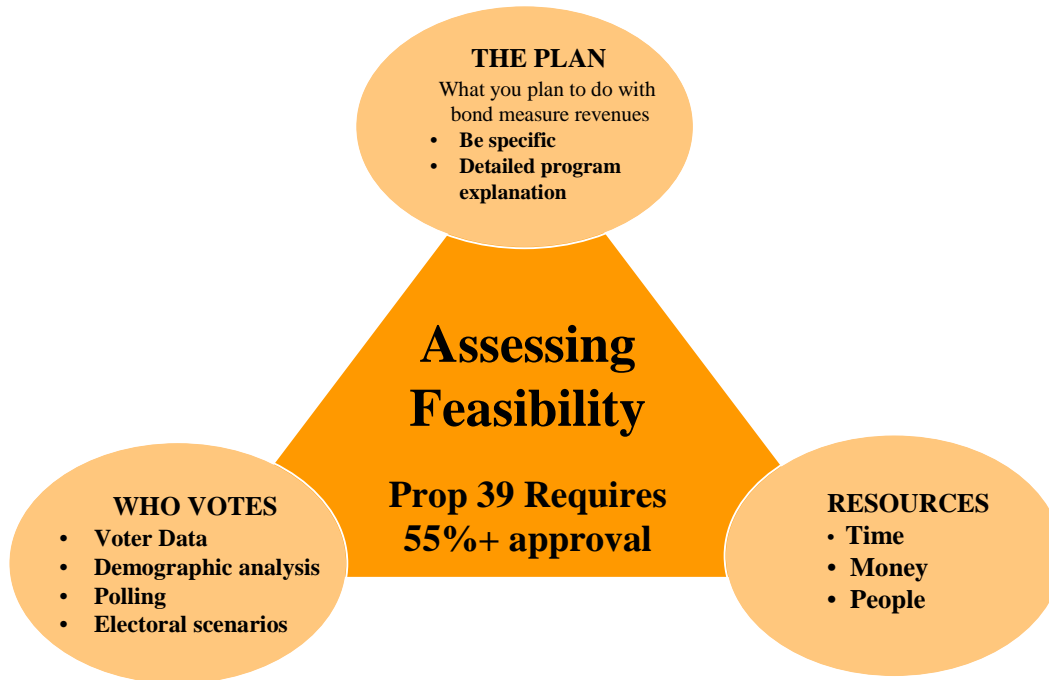 THE PLAN
What you plan to do with
bond measure revenues
• Be specific
• Detailed program
explanation
Assessing
Feasibility
Prop 39 Requires
55%+ approval
WHO VOTES
• Voter Data
• Demographic analysis
• Polling
• Electoral scenarios
RESOURCES
• Time
• Money
• People